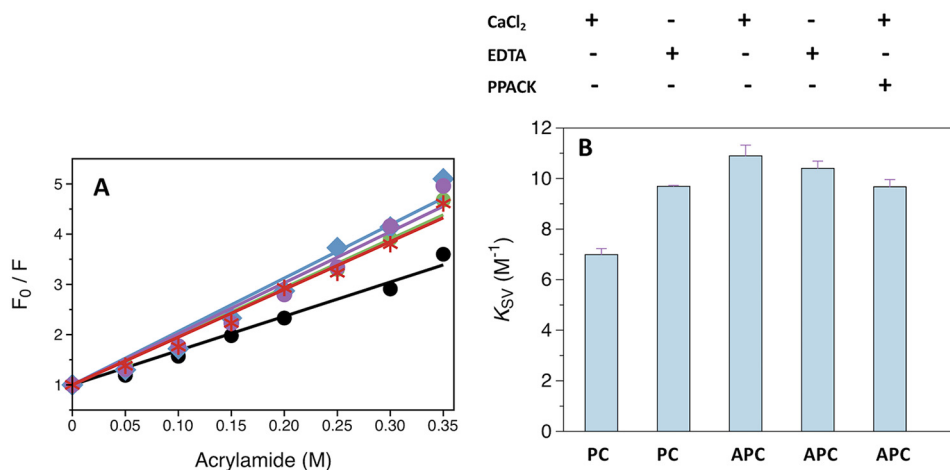 CaCl₂ + - + - +
EDTA - + - + -
PPACK - - - - +
A
F₀ / F
5
4
3
2
1
0 0.05 0.10 0.15 0.20 0.25 0.30 0.35
Acrylamide (M)
B
KSV (M⁻¹)
12
10
8
6
4
2
0
PC PC APC APC APC